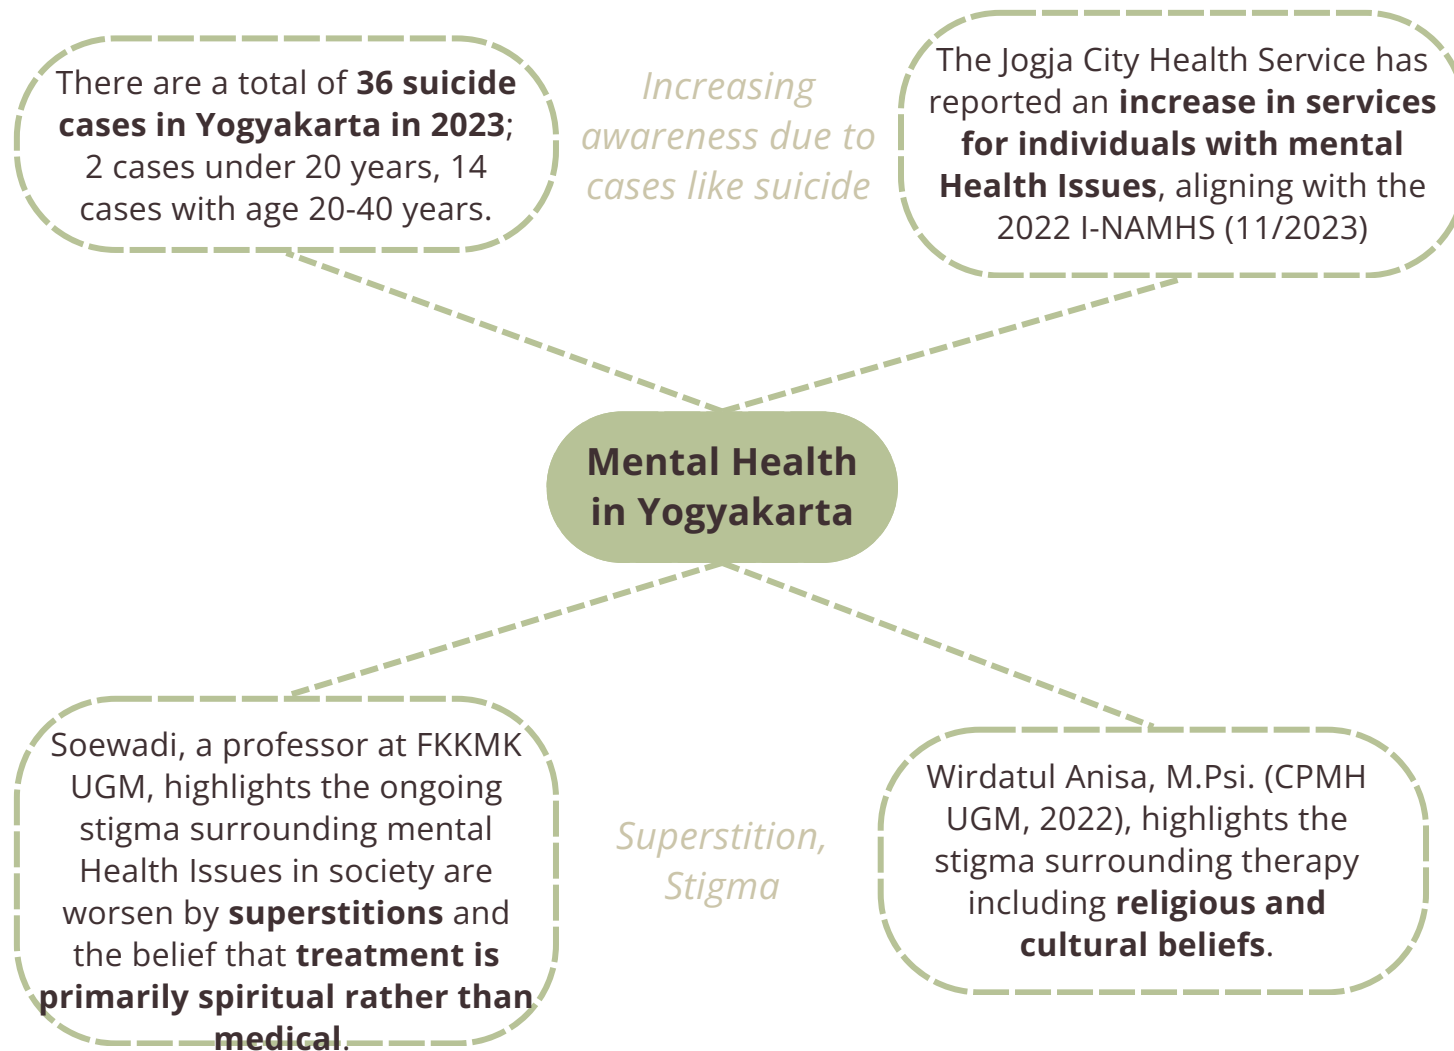 There are a total of 36 suicide
cases in Yogyakarta in 2023;
2 cases under 20 years, 14
cases with age 20-40 years.
Increasing
awareness due to
cases like suicide
The Jogja City Health Service has
reported an increase in services
for individuals with mental
Health Issues, aligning with the
2022 I-NAMHS (11/2023)
Mental Health
in Yogyakarta
Soewadi, a professor at FKKMK
UGM, highlights the ongoing
stigma surrounding mental
Health Issues in society are
worsen by superstitions and
the belief that treatment is
primarily spiritual rather than
medical.
Superstition,
Stigma
Wirdatul Anisa, M.Psi. (CPMH
UGM, 2022), highlights the
stigma surrounding therapy
including religious and
cultural beliefs.